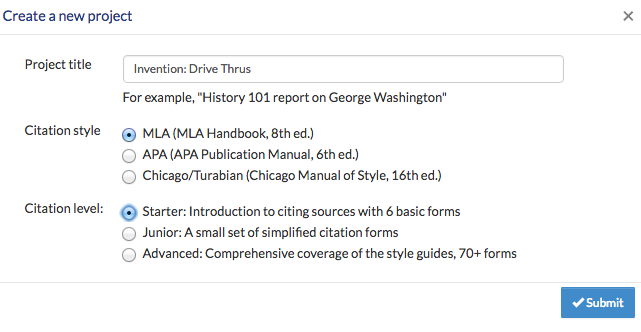 Create a new project ×
Project title Invention: Drive Thrus
For example, "History 101 report on George Washington"
Citation style MLA (MLA Handbook, 8th ed.)
APA (APA Publication Manual, 6th ed.)
Chicago/Turabian (Chicago Manual of Style, 16th ed.)
Citation level: Starter: Introduction to citing sources with 6 basic forms
Junior: A small set of simplified citation forms
Advanced: Comprehensive coverage of the style guides, 70+ forms
Submit